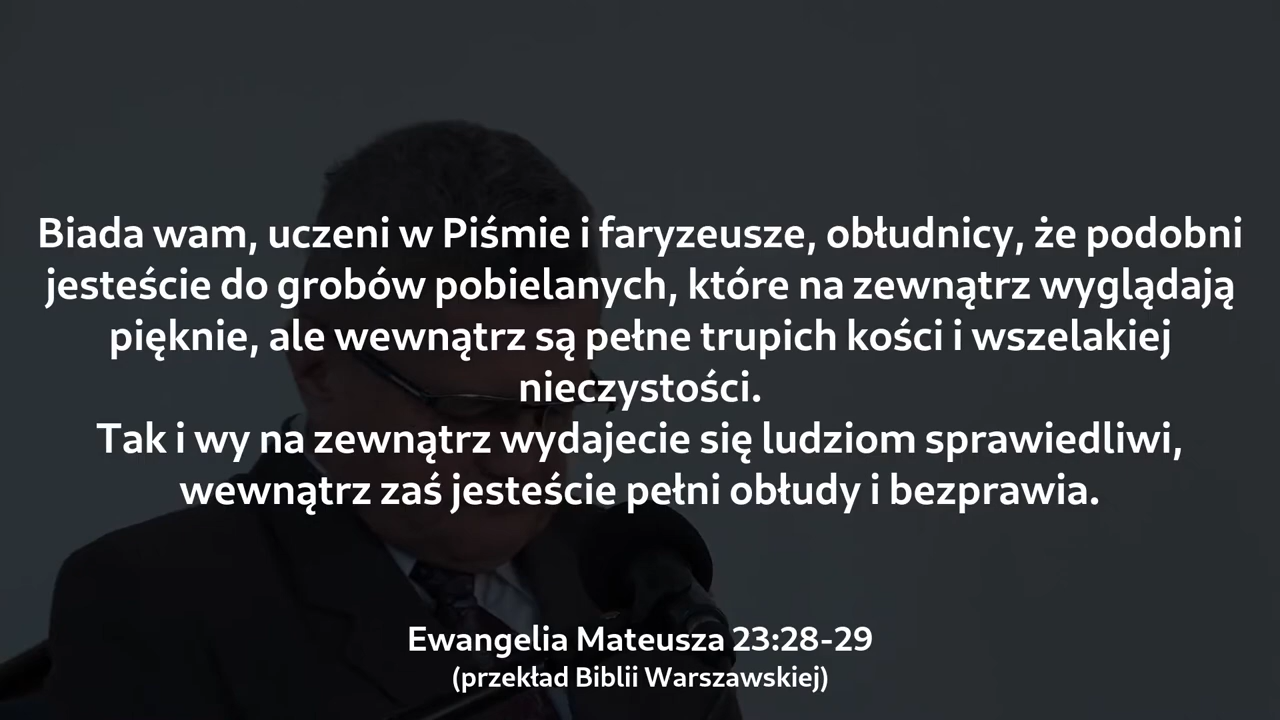 Biada wam, uczeni w Piśmie i faryzeusze, obłudnicy, że podobni
jesteście do grobów pobielanych, które na zewnątrz wyglądają
pięknie, ale wewnątrz są pełne trupich kości i wszelakiej
nieczystości.
Tak i wy na zewnątrz wydajecie się ludziom sprawiedliwi,
wewnątrz zaś jesteście pełni obłudy i bezprawia.
Ewangelia Mateusza 23:28-29
(przekład Biblii Warszawskiej)